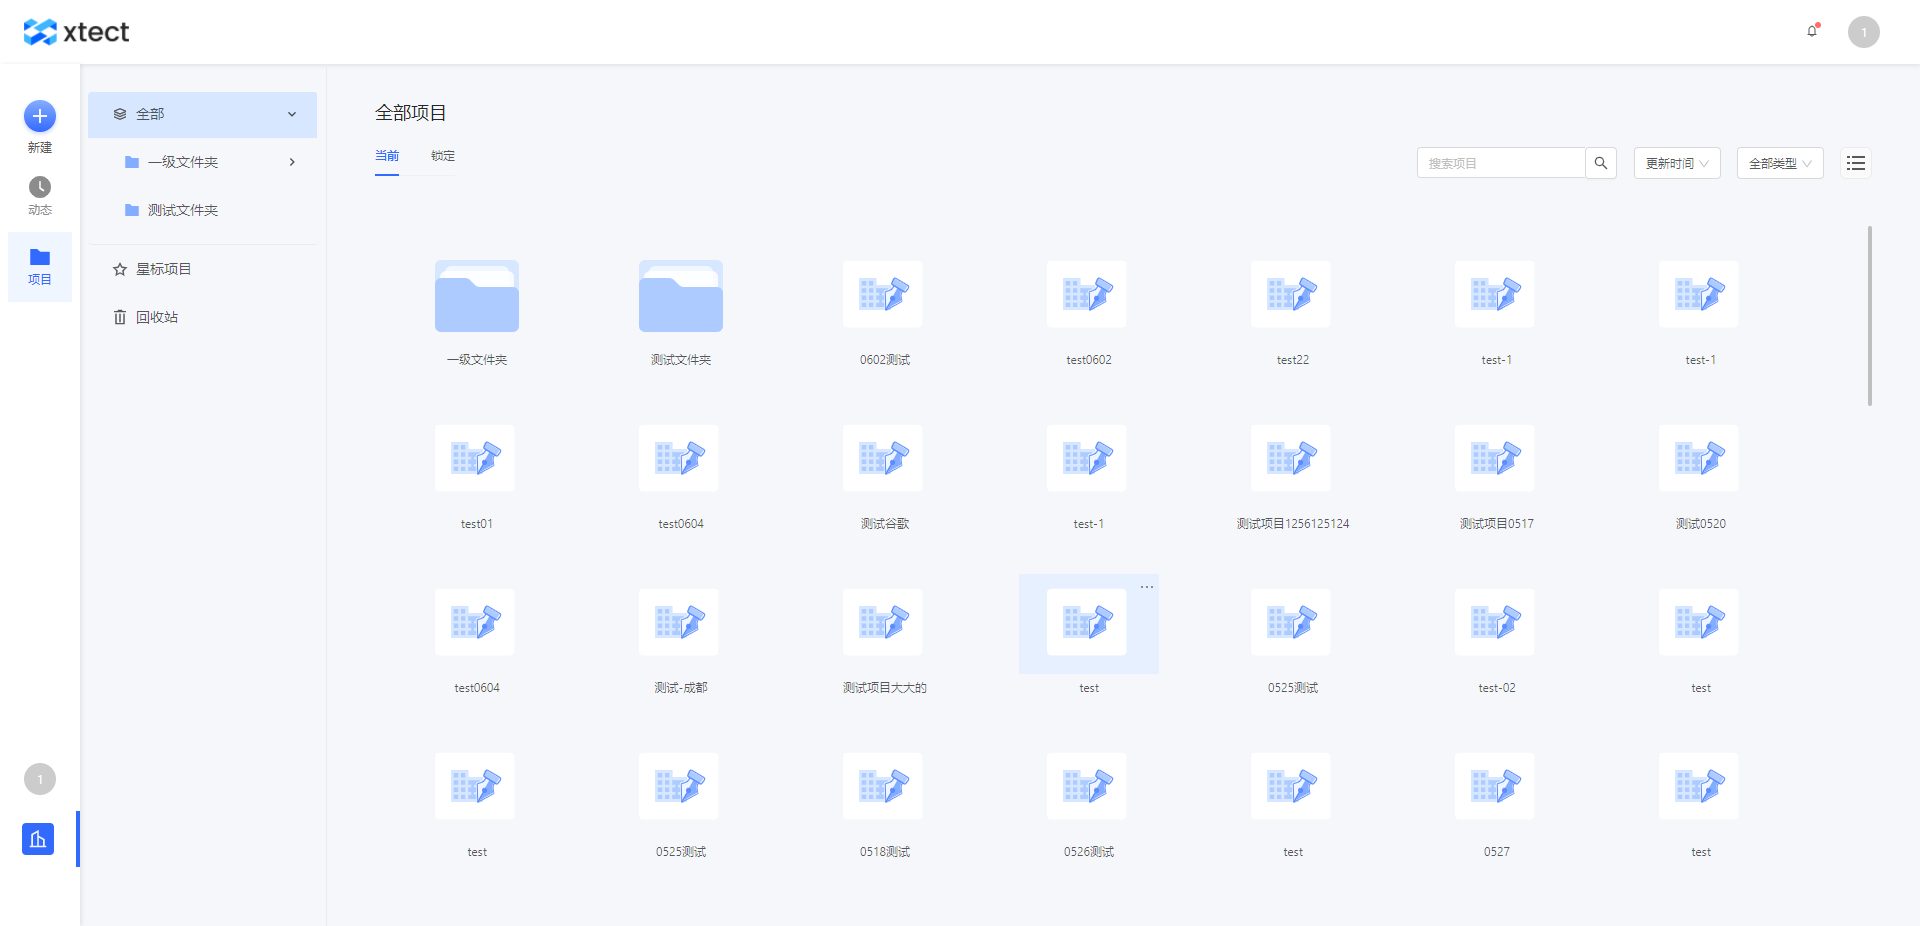 xtect
1
新建
动态
项目
1
全部
一级文件夹
测试文件夹
星标项目
回收站
全部项目
当前 锁定
搜索项目 更新时间 全部类型
一级文件夹 测试文件夹 0602测试 test0602 test22 test-1 test-1
test01 test0604 测试谷歌 test-1 测试项目1256125124 测试项目0517 测试0520
test0604 测试-成都 测试项目大大的 test 0525测试 test-02 test
test 0525测试 0518测试 0526测试 test 0527 test